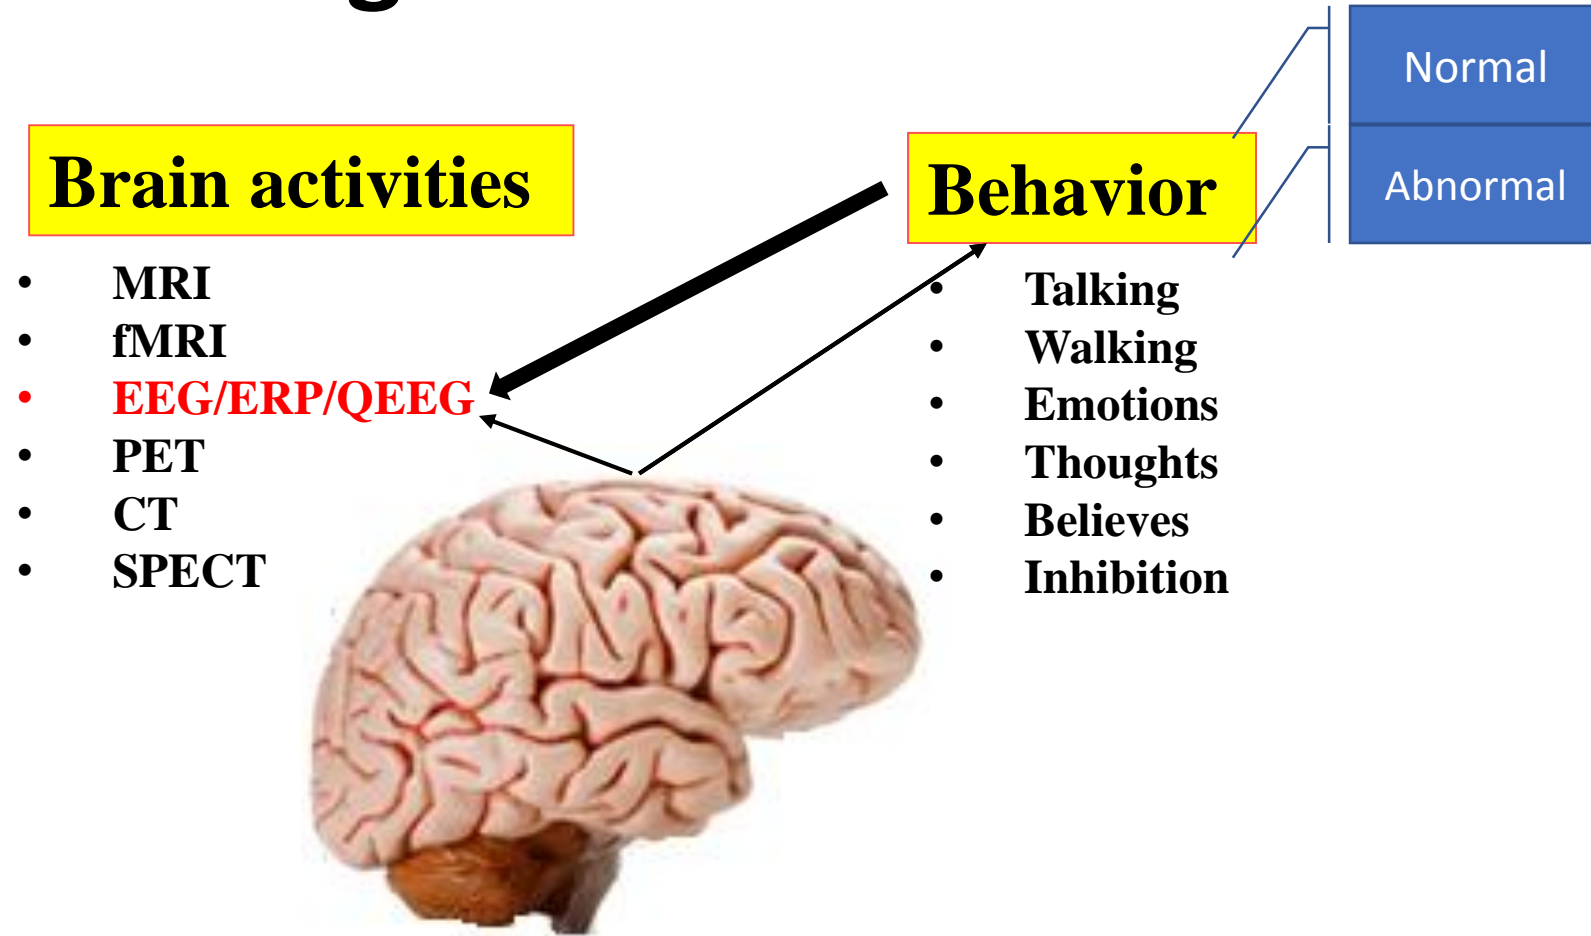 Normal
Abnormal
Brain activities
• MRI
• fMRI
• EEG/ERP/QEEG
• PET
• CT
• SPECT
Behavior
• Talking
• Walking
• Emotions
• Thoughts
• Believes
• Inhibition